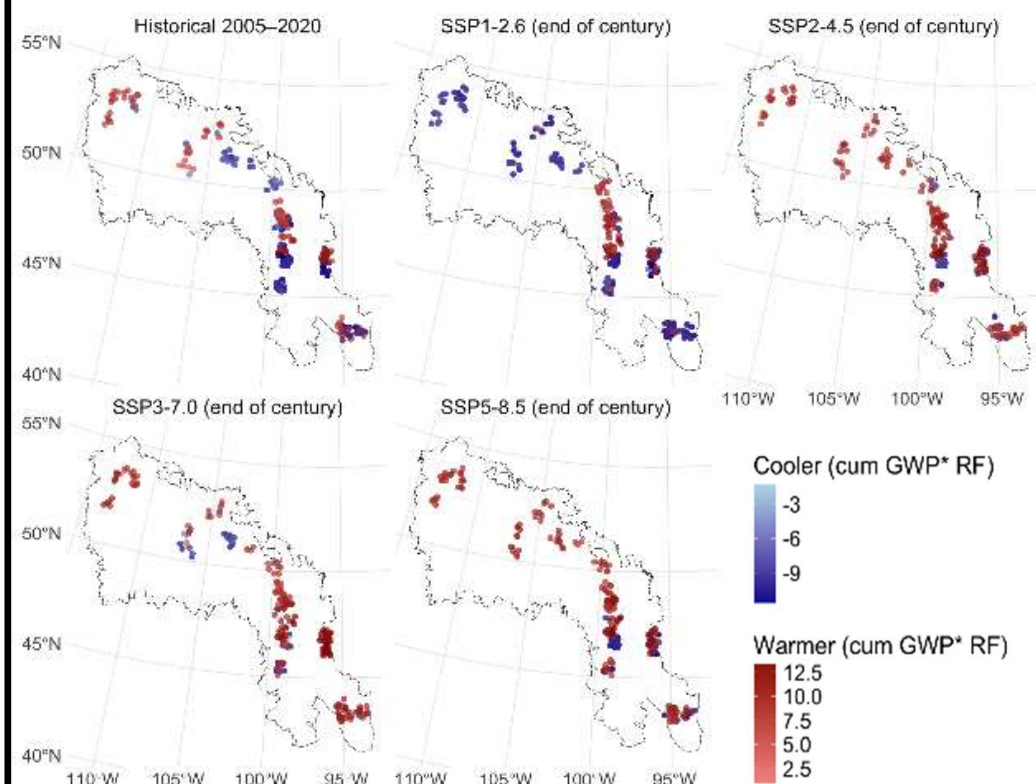 Historical 2005–2020
SSP1-2.6 (end of century)
SSP2-4.5 (end of century)
55°N
50°N
45°N
40°N
110°W 105°W 100°W 95°W
SSP3-7.0 (end of century)
SSP5-8.5 (end of century)
55°N
50°N
45°N
40°N
110°W 105°W 100°W 95°W
110°W 105°W 100°W 95°W
Cooler (cum GWP* RF)
-3
-6
-9
Warmer (cum GWP* RF)
12.5
10.0
7.5
5.0
2.5